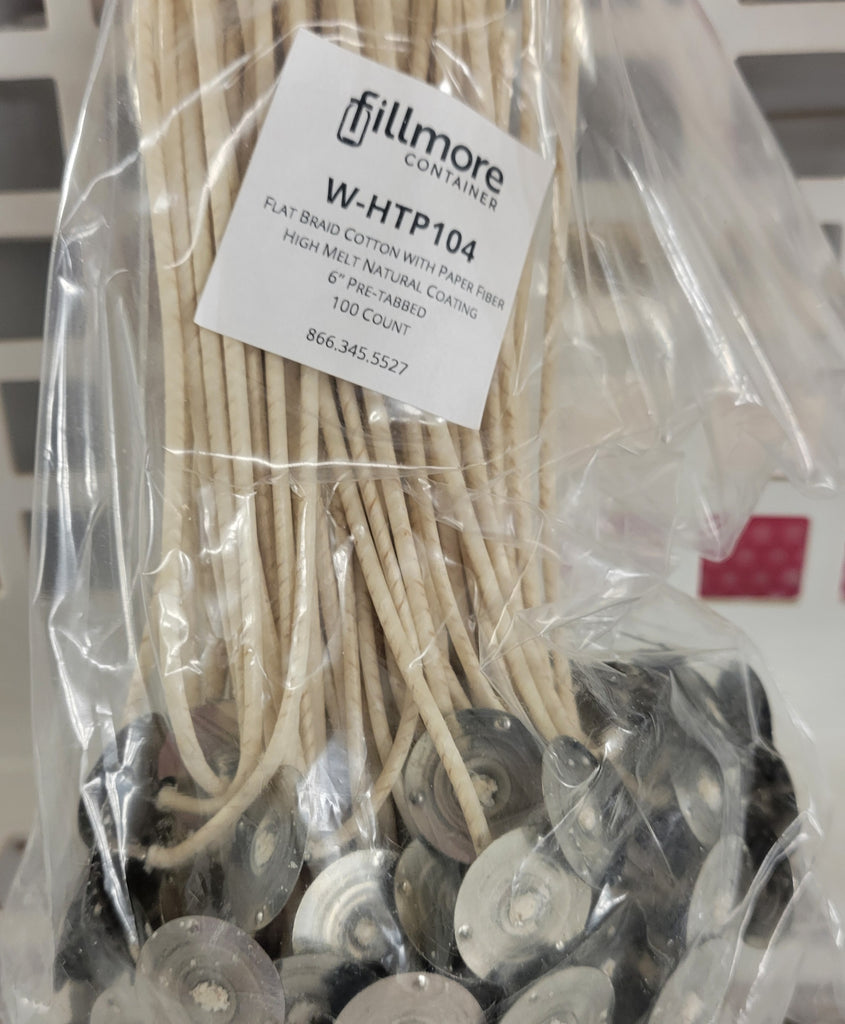 fillmore
CONTAINER
W-HTP104
FLAT BRAID COTTON WITH PAPER FIBER
HIGH MELT NATURAL COATING
6" PRE-TABBED
100 COUNT
866.345.5527